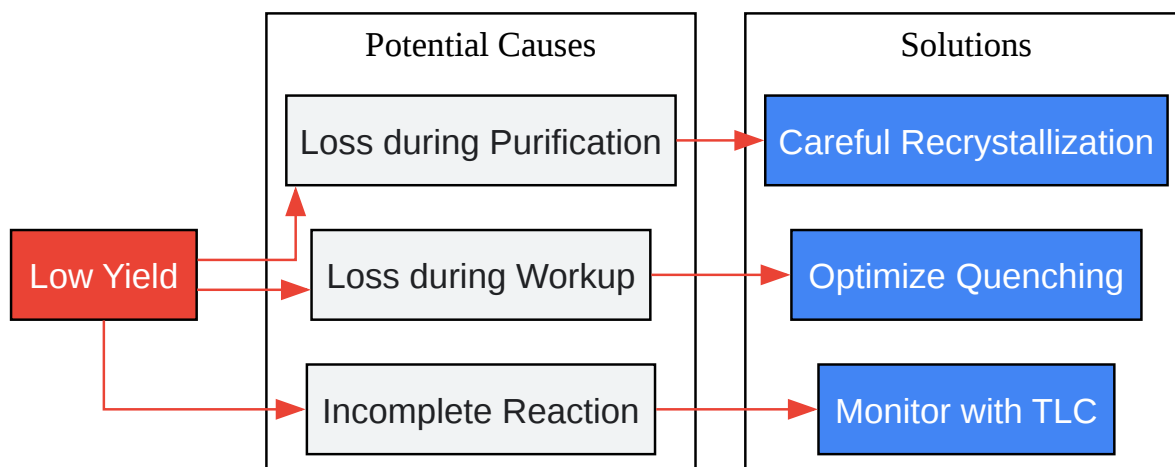 Potential Causes
Solutions
Loss during Purification
Careful Recrystallization
Low Yield
Loss during Workup
Optimize Quenching
Incomplete Reaction
Monitor with TLC